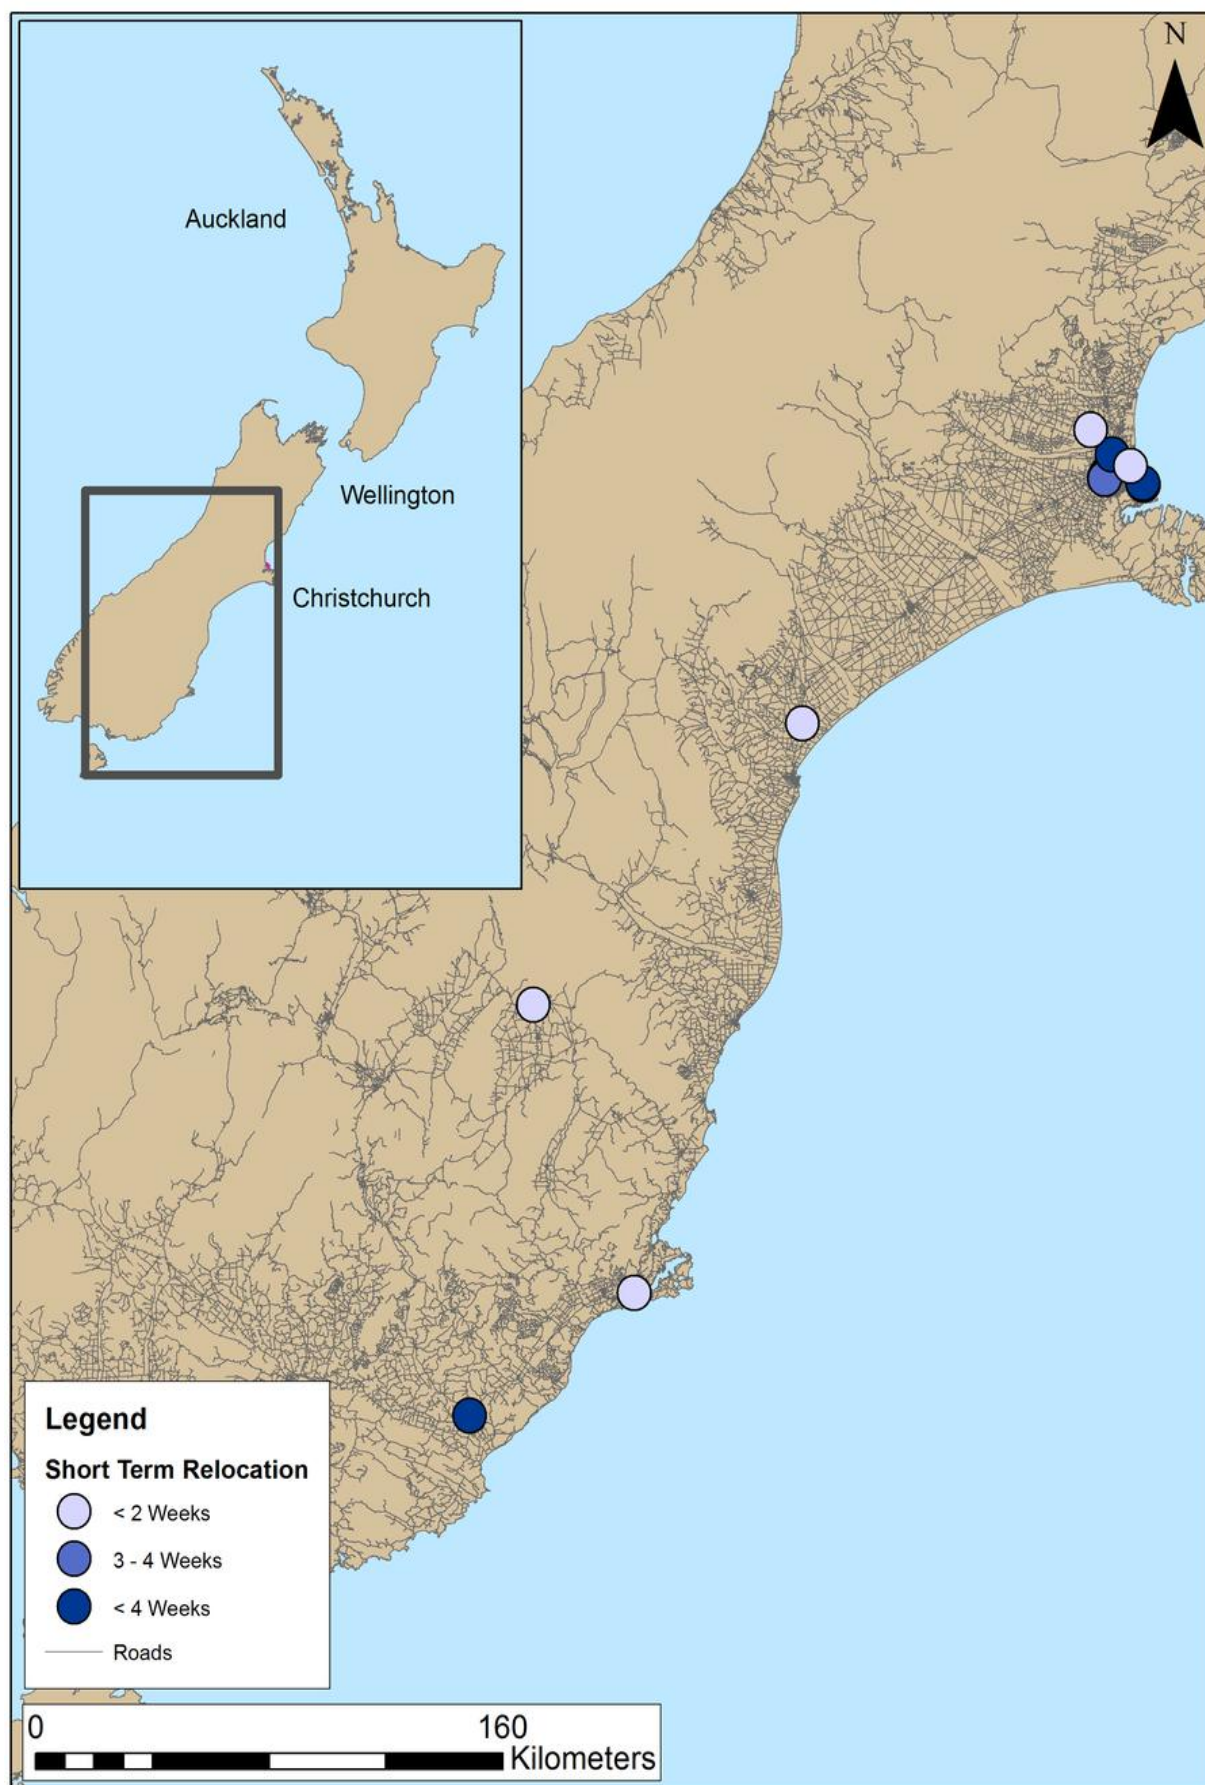 N
Auckland
Wellington
Christchurch
Legend
Short Term Relocation
< 2 Weeks
3 - 4 Weeks
< 4 Weeks
Roads
0 160
Kilometers